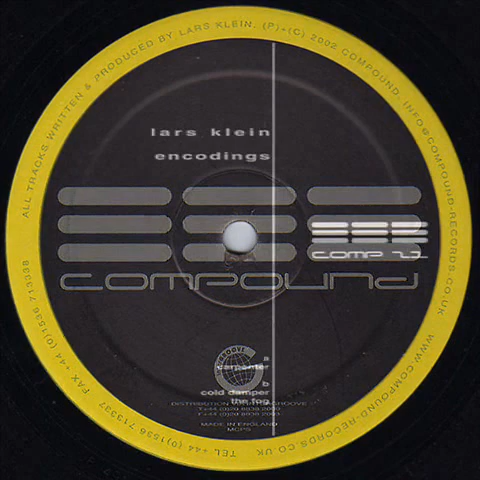 ALL TRACKS WRITTEN & PRODUCED BY LARS KLEIN, (P)+(C) 2002 COMPOUND. INFO@COMPOUND-RECORDS.CO.UK WWW.COMPOUND-RECORDS.CO.UK
TEL +44 (0)1536 713337 FAX +44 (0)1536 713338
lars klein
encodings
COMP 22
compound
a
carpenter
b
cold damper
the fog
MADE IN ENGLAND
MCPS